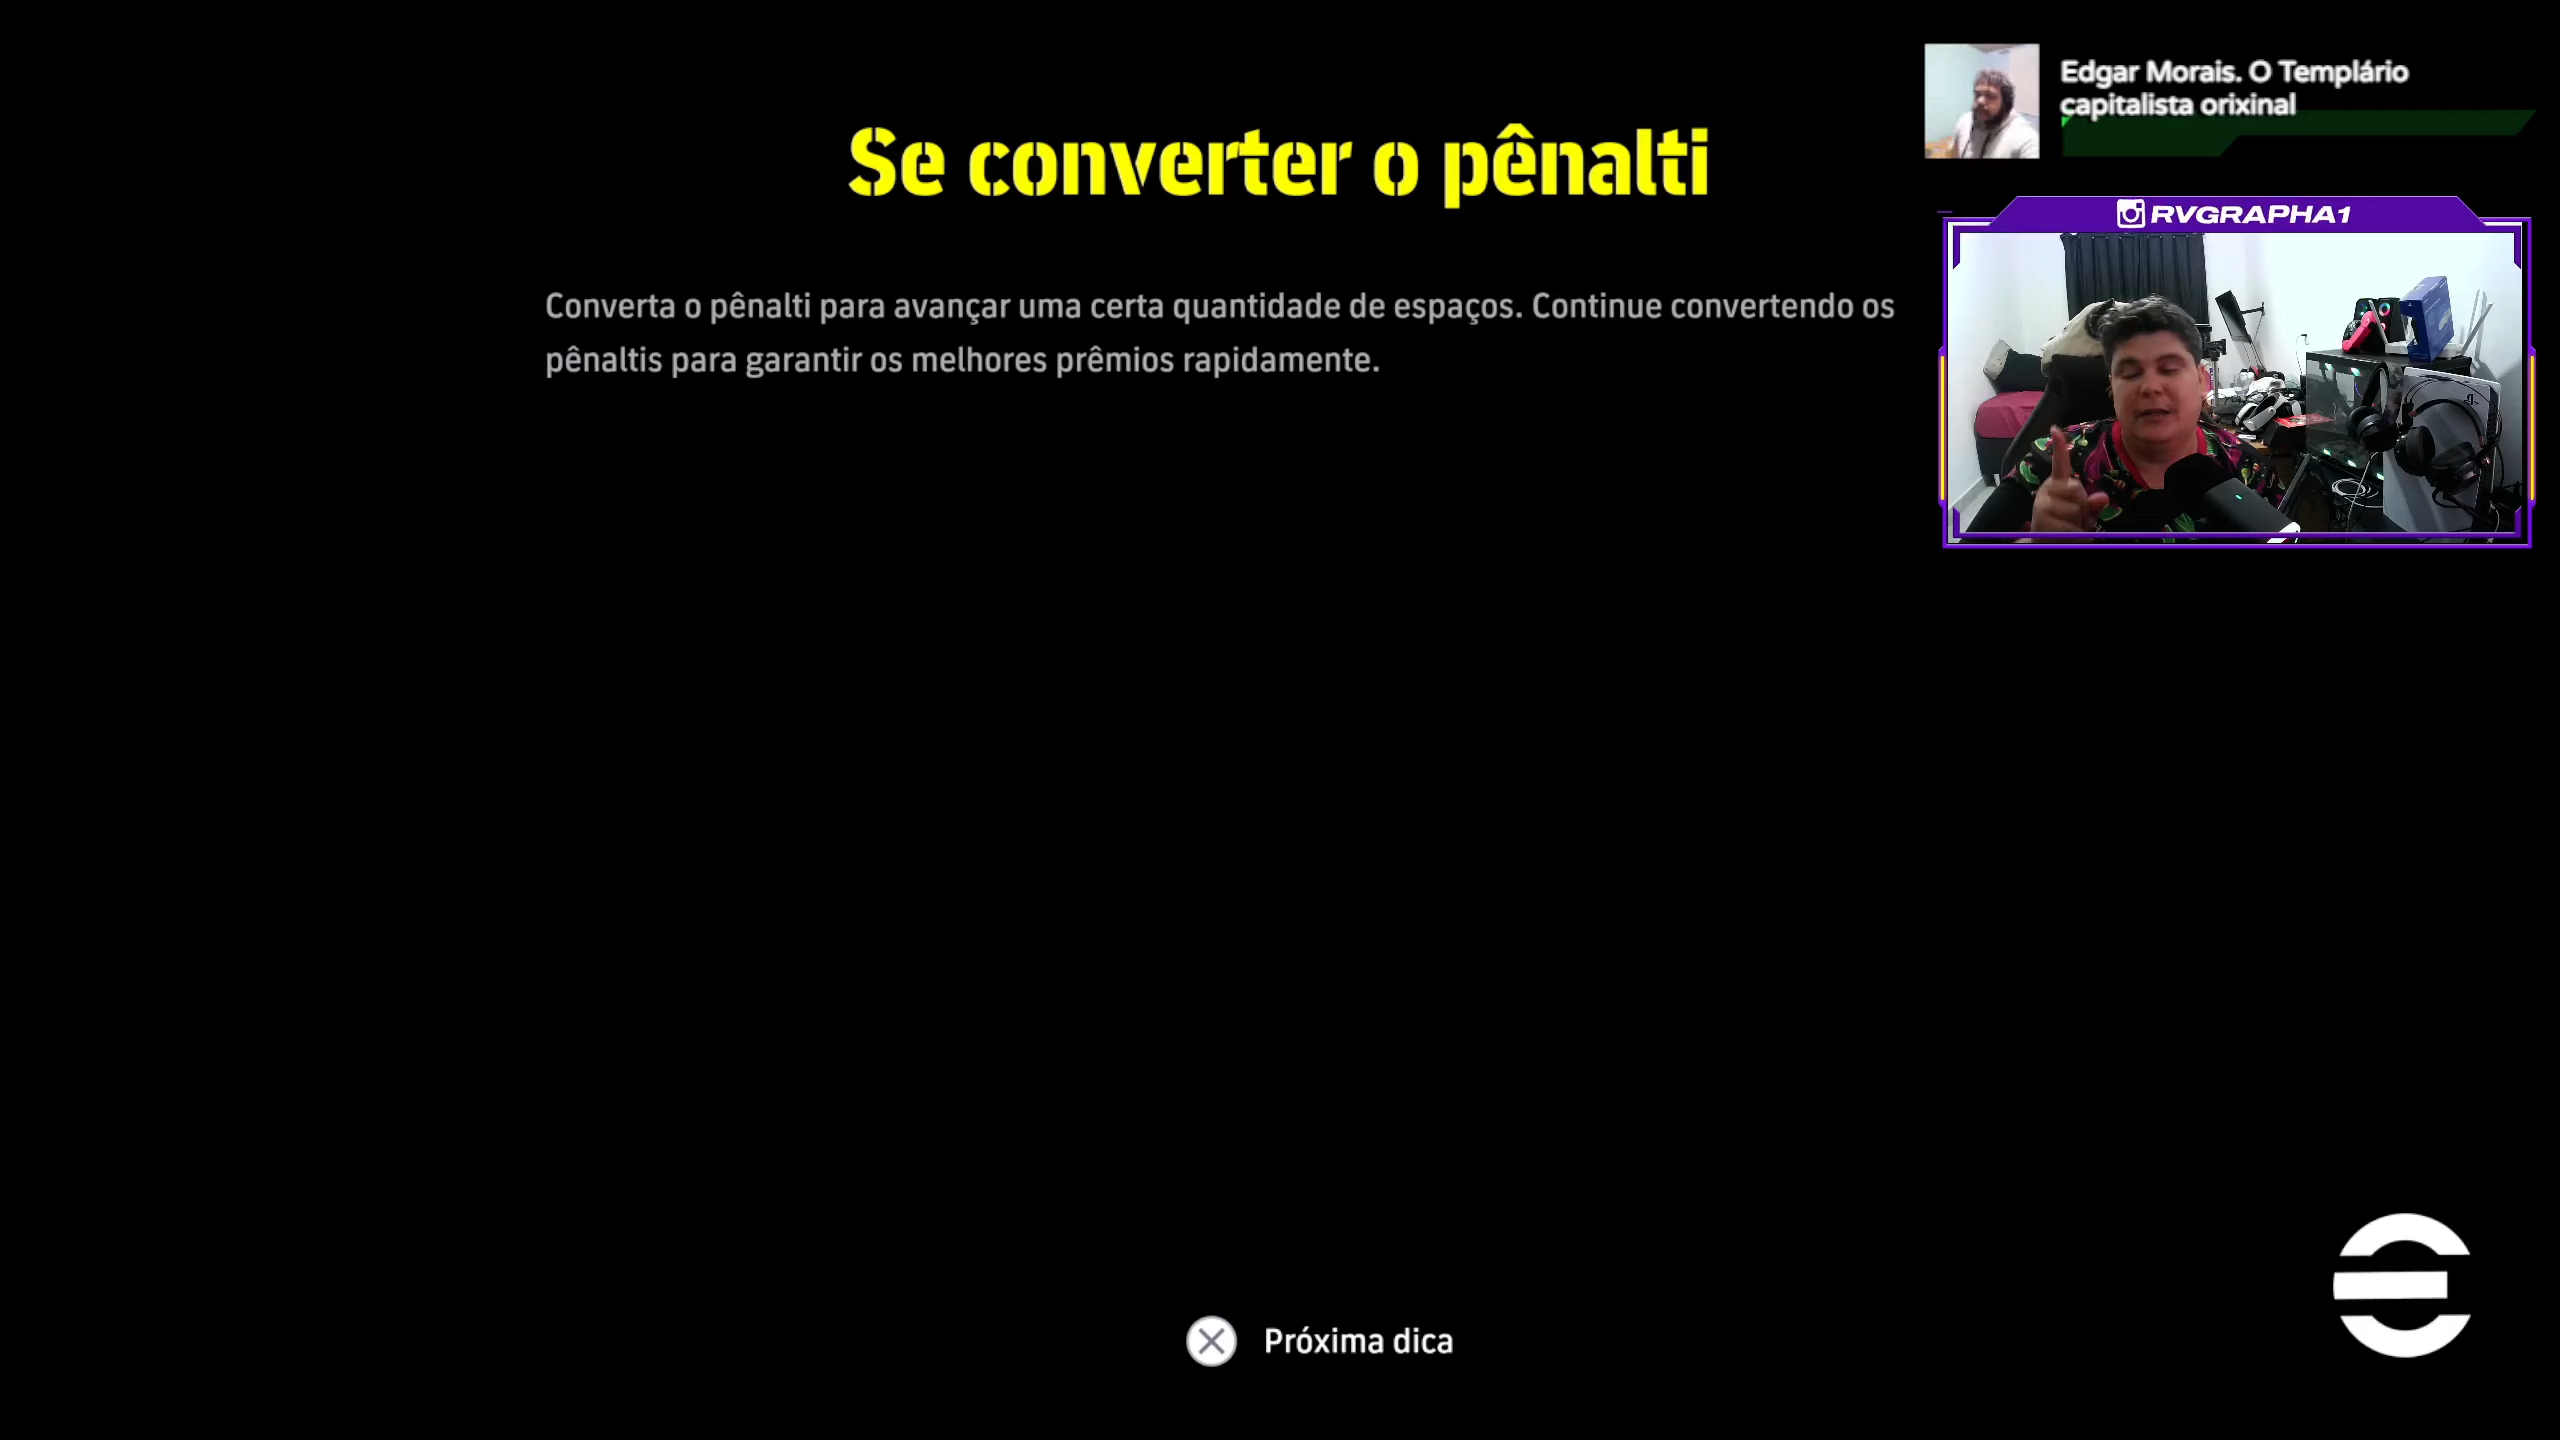 Edgar Morais. O Templário
capitalista orixinal
Se converter o pênalti
RVGRAPHA1
Converta o pênalti para avançar uma certa quantidade de espaços. Continue convertendo os
pênaltis para garantir os melhores prêmios rapidamente.
Próxima dica